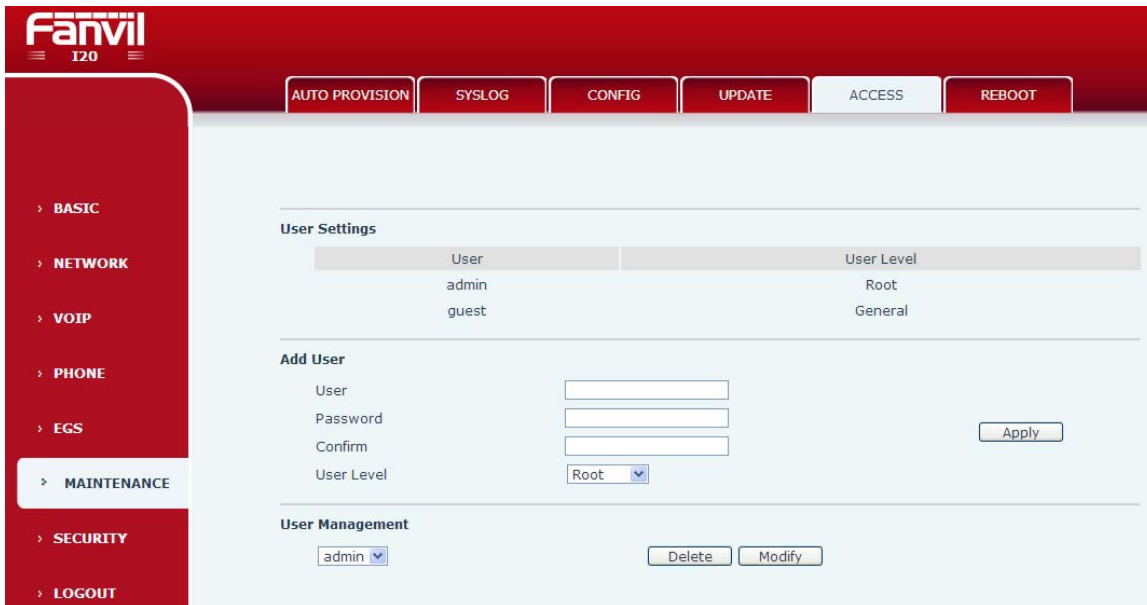 Fanvil
I20
AUTO PROVISION SYSLOG CONFIG UPDATE ACCESS REBOOT
› BASIC
› NETWORK
› VOIP
› PHONE
› EGS
› MAINTENANCE
› SECURITY
› LOGOUT
User Settings
User User Level
admin Root
guest General
Add User
User
Password
Confirm
User Level Root
Apply
User Management
admin Delete Modify